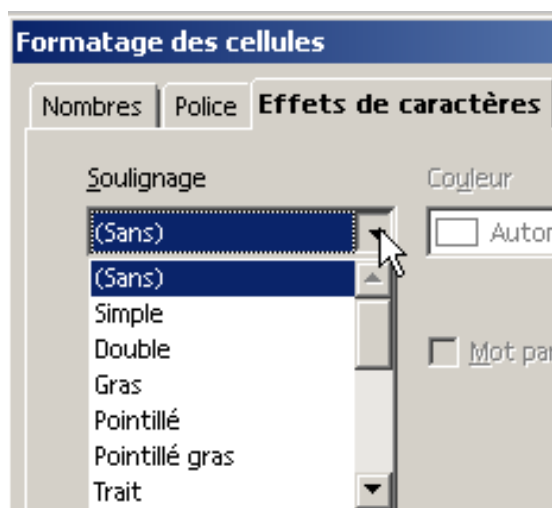 Formatage des cellules
Nombres Police Effets de caractères
Soulignage Couleur
(Sans)
(Sans)
Simple
Double
Gras
Pointillé
Pointillé gras
Trait
Mot